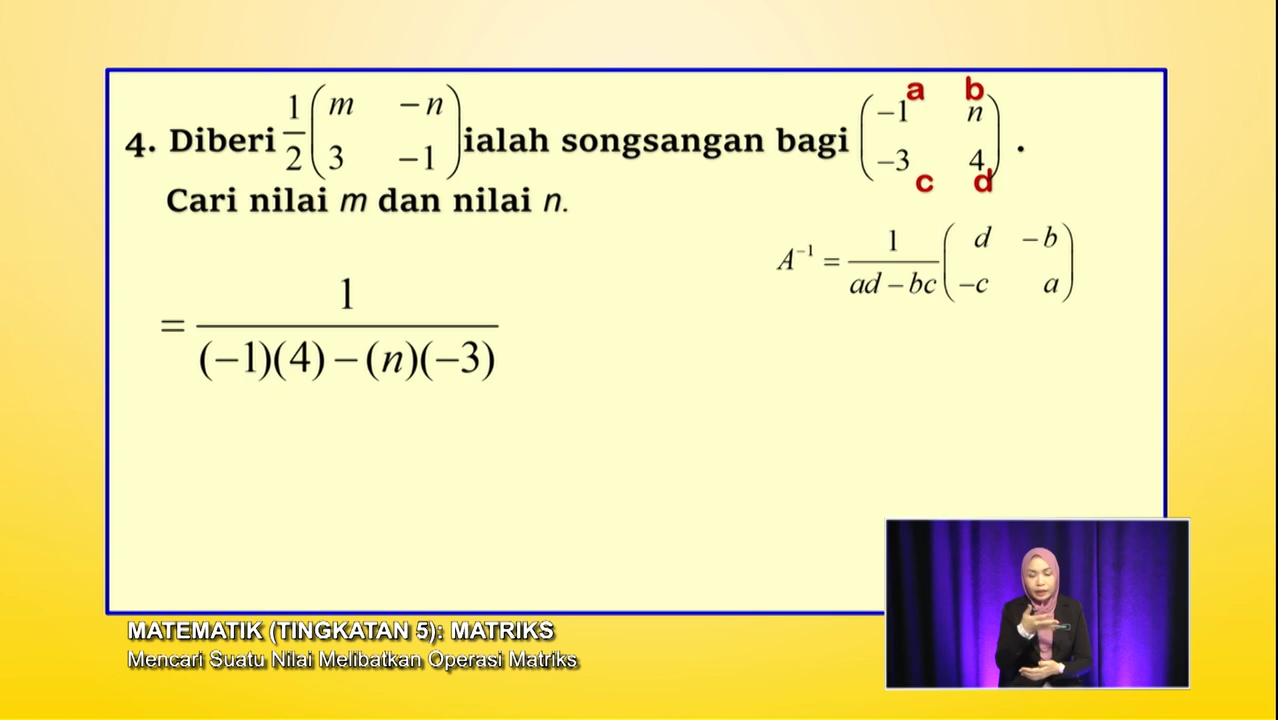 4. Diberi 1/2 ( m −n ; 3 −1 ) ialah songsangan bagi ( −1 n ; −3 4 ) .
a b
c d
Cari nilai m dan nilai n.
A⁻¹ = 1/(ad − bc) ( d −b ; −c a )
= 1/((−1)(4) − (n)(−3))
MATEMATIK (TINGKATAN 5): MATRIKS
Mencari Suatu Nilai Melibatkan Operasi Matriks